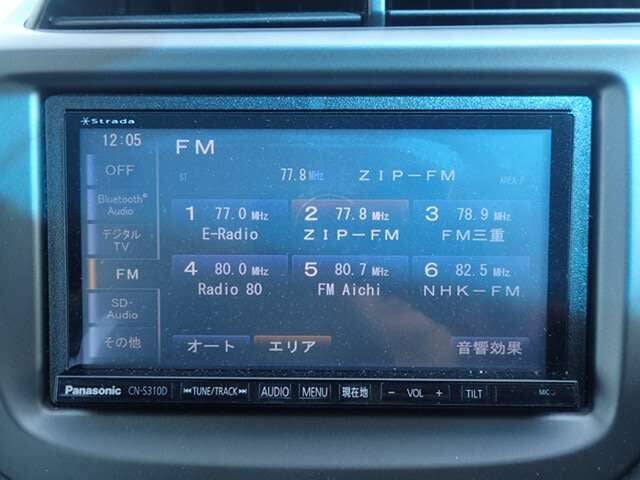 Strada
12:05
FM
OFF
ST 77.8 MHz ZIP-FM AREA P
Bluetooth®
Audio
1 77.0 MHz 2 77.8 MHz 3 78.9 MHz
E-Radio ZIP-FM FM三重
デジタル
TV
FM
4 80.0 MHz 5 80.7 MHz 6 82.5 MHz
Radio 80 FM Aichi NHK-FM
SD-
Audio
その他
オート エリア 音響効果
Panasonic CN-S310D TUNE/TRACK AUDIO MENU 現在地 - VOL + TILT MIC